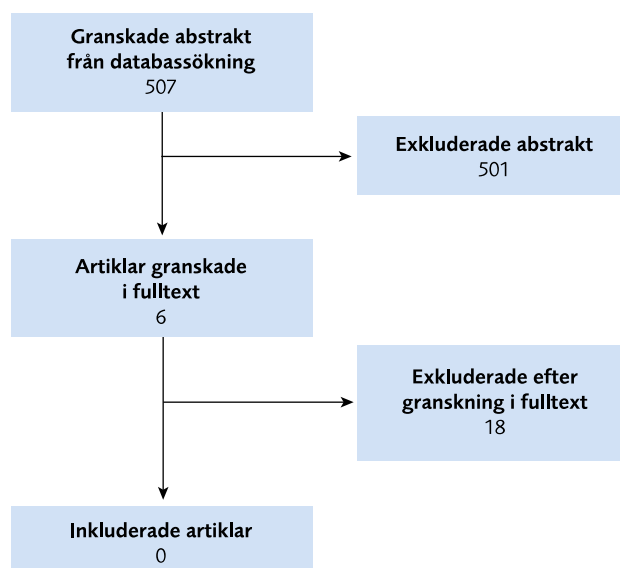 Granskade abstrakt
från databassökning
507
Exkluderade abstrakt
501
Artiklar granskade
i fulltext
6
Exkluderade efter
granskning i fulltext
18
Inkluderade artiklar
0